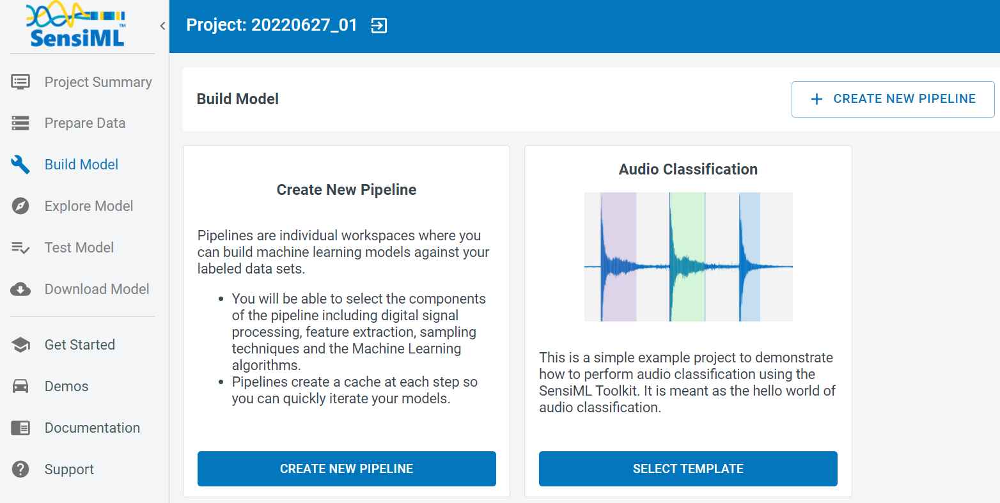 SensiML
TM
Project Summary
Prepare Data
Build Model
Explore Model
Test Model
Download Model
Get Started
Demos
Documentation
Support
Project: 20220627_01
Build Model
CREATE NEW PIPELINE
Create New Pipeline
Pipelines are individual workspaces where you
can build machine learning models against your
labeled data sets.
• You will be able to select the components
of the pipeline including digital signal
processing, feature extraction, sampling
techniques and the Machine Learning
algorithms.
• Pipelines create a cache at each step so
you can quickly iterate your models.
CREATE NEW PIPELINE
Audio Classification
This is a simple example project to demonstrate
how to perform audio classification using the
SensiML Toolkit. It is meant as the hello world of
audio classification.
SELECT TEMPLATE